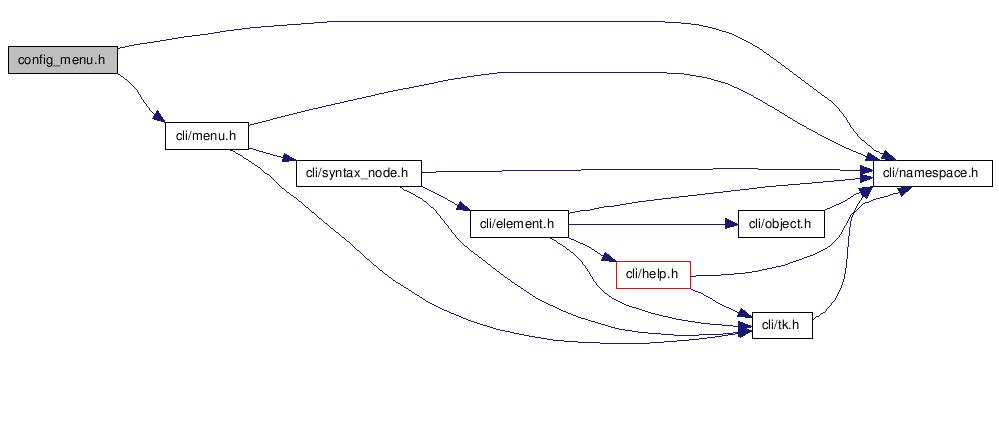 config_menu.h
cli/menu.h
cli/syntax_node.h
cli/namespace.h
cli/element.h
cli/object.h
cli/help.h
cli/tk.h